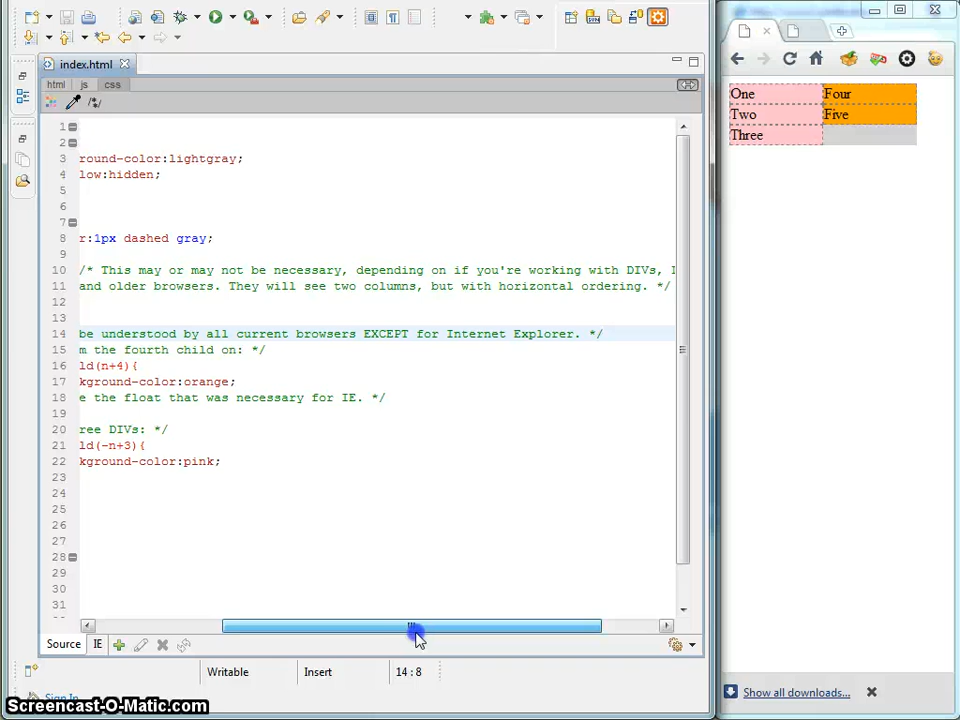 index.html
html js css
1
2
3 round-color:lightgray;
4 low:hidden;
5
6
7
8 r:1px dashed gray;
9
10 /* This may or may not be necessary, depending on if you're working with DIVs, I
11 and older browsers. They will see two columns, but with horizontal ordering. */
12
13
14 be understood by all current browsers EXCEPT for Internet Explorer. */
15 m the fourth child on: */
16 ld(n+4){
17 kground-color:orange;
18 e the float that was necessary for IE. */
19
20 ree DIVs: */
21 ld(-n+3){
22 kground-color:pink;
23
24
25
26
27
28
29
30
31
Source IE
Writable Insert 14 : 8
Sign In
Screencast-O-Matic.com
One Four
Two Five
Three
Show all downloads...